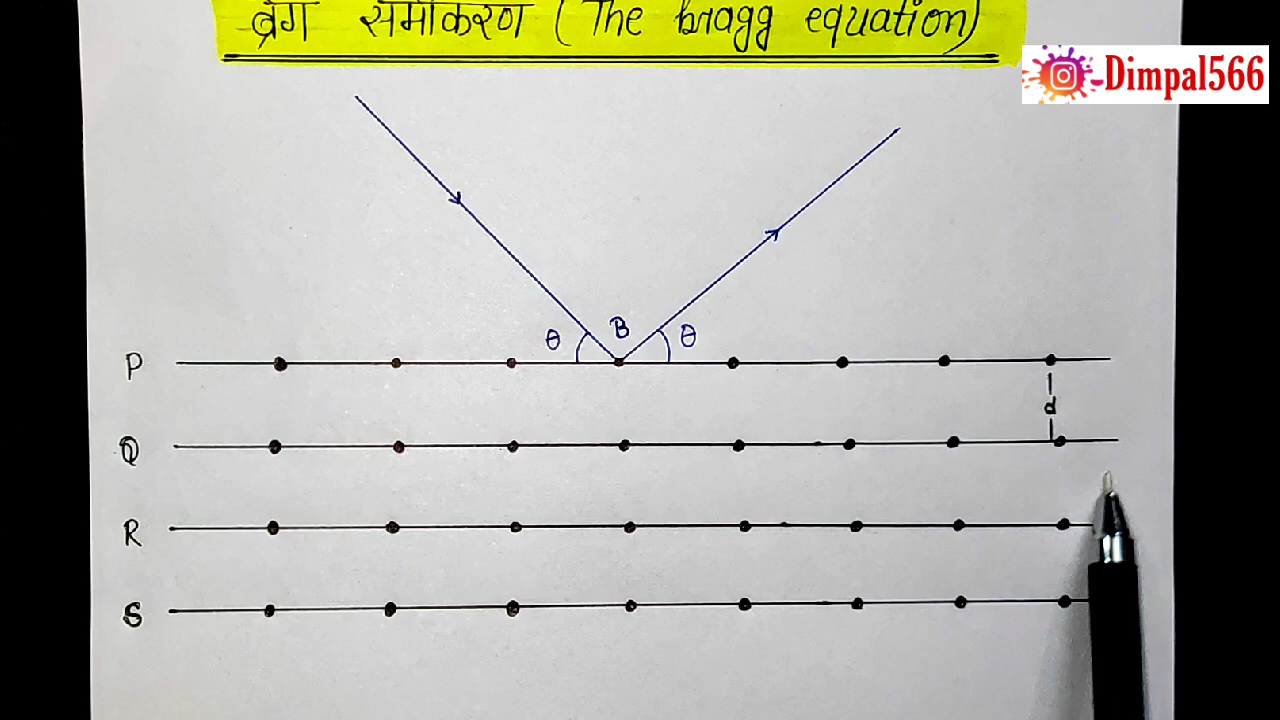 ब्रैग समीकरण (The bragg equation)
Dimpal566
θ B θ
P
d
Q
R
S